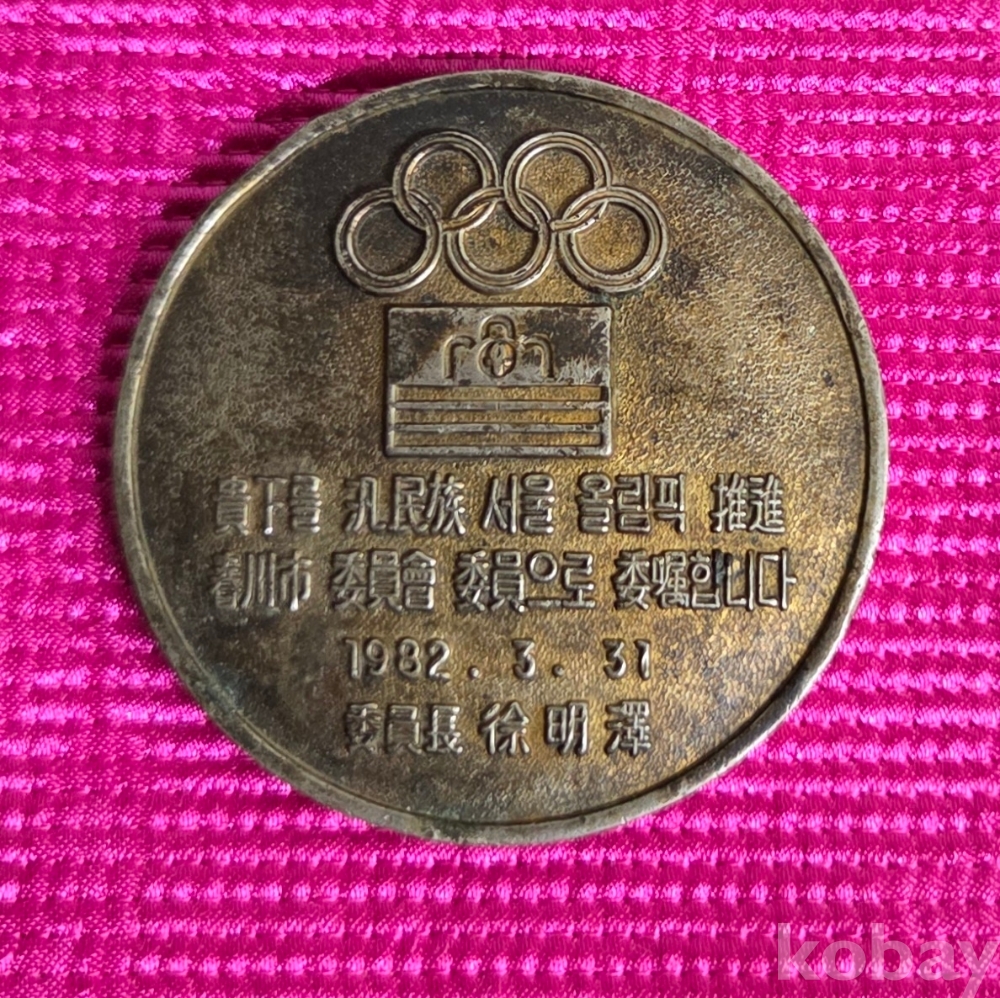 貴下를 汎民族 서울 올림픽 推進
春川市 委員會 委員으로 委嘱합니다
1982. 3. 31
委員長 徐明澤
kobay